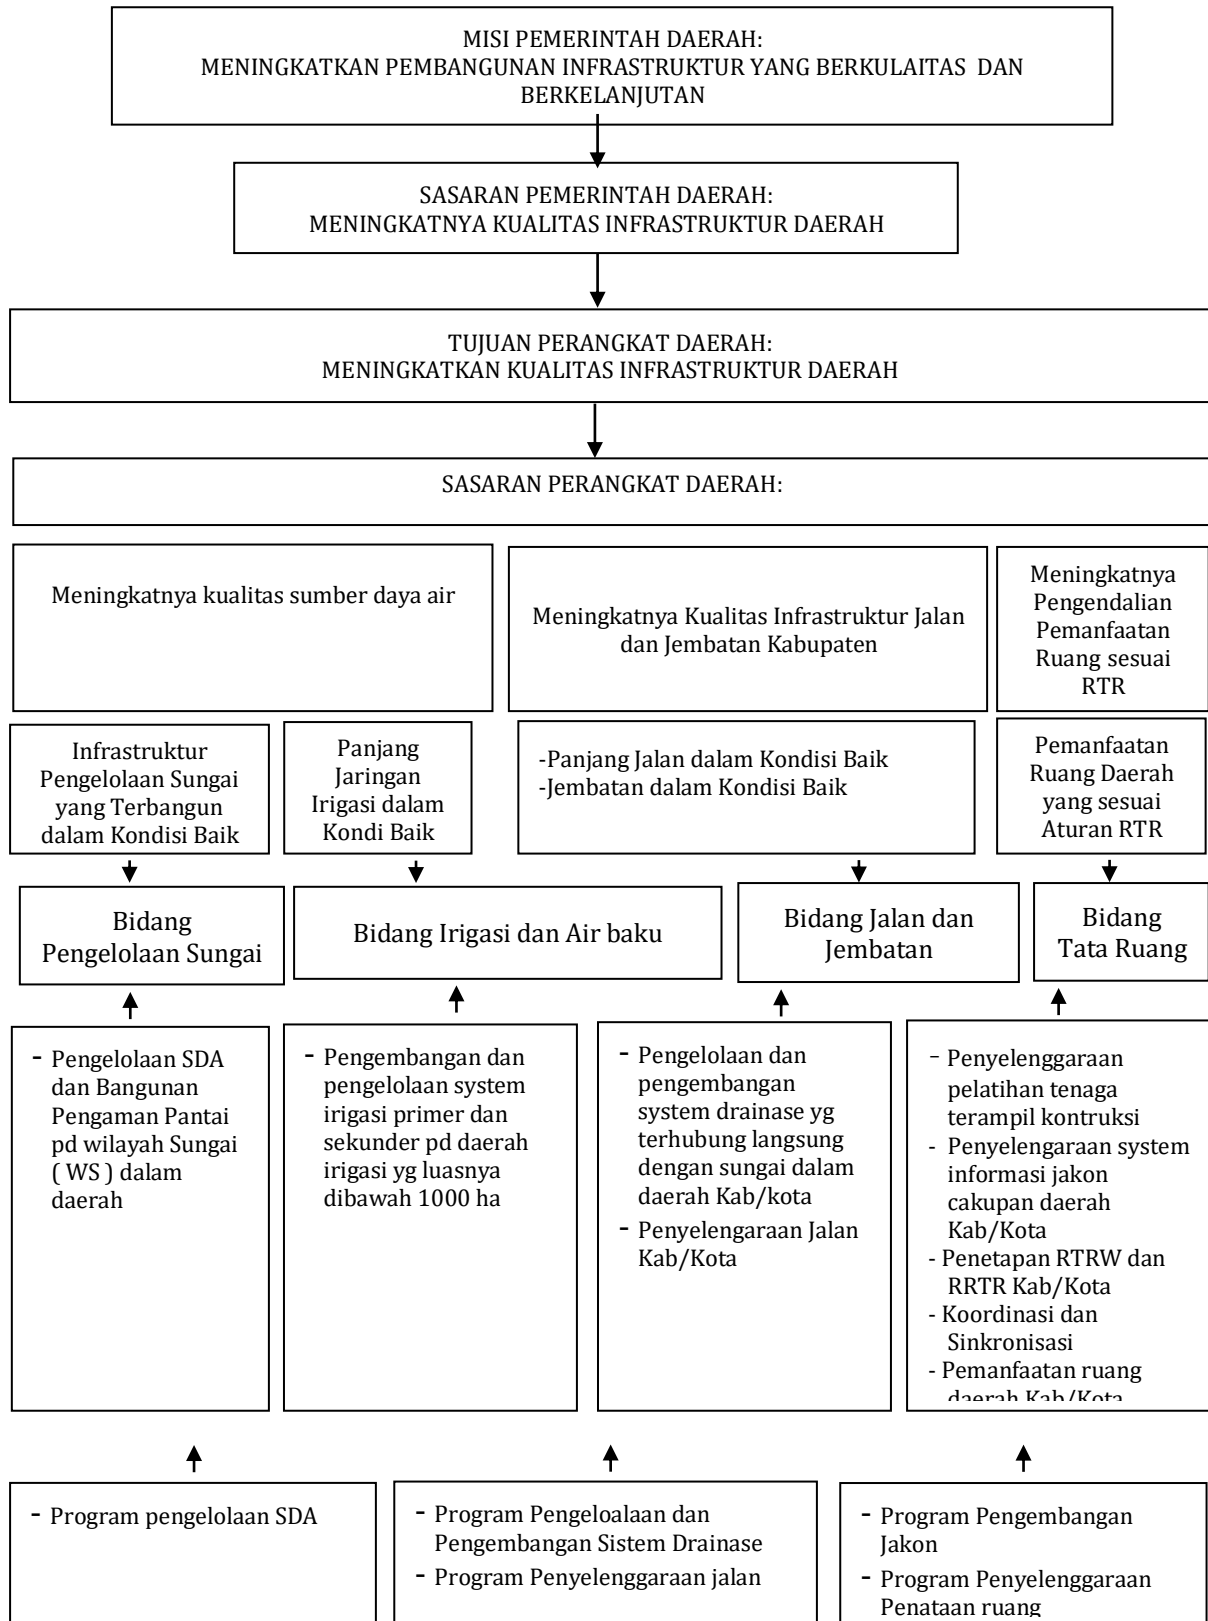 MISI PEMERINTAH DAERAH:
MENINGKATKAN PEMBANGUNAN INFRASTRUKTUR YANG BERKULAITAS DAN
BERKELANJUTAN
SASARAN PEMERINTAH DAERAH:
MENINGKATNYA KUALITAS INFRASTRUKTUR DAERAH
TUJUAN PERANGKAT DAERAH:
MENINGKATKAN KUALITAS INFRASTRUKTUR DAERAH
SASARAN PERANGKAT DAERAH:
Meningkatnya kualitas sumber daya air
Meningkatnya Kualitas Infrastruktur Jalan
dan Jembatan Kabupaten
Meningkatnya
Pengendalian
Pemanfaatan
Ruang sesuai
RTR
Infrastruktur
Pengelolaan Sungai
yang Terbangun
dalam Kondisi Baik
Panjang
Jaringan
Irigasi dalam
Kondi Baik
-Panjang Jalan dalam Kondisi Baik
-Jembatan dalam Kondisi Baik
Pemanfaatan
Ruang Daerah
yang sesuai
Aturan RTR
Bidang
Pengelolaan Sungai
Bidang Irigasi dan Air baku
Bidang Jalan dan
Jembatan
Bidang
Tata Ruang
- Pengelolaan SDA
dan Bangunan
Pengaman Pantai
pd wilayah Sungai
( WS ) dalam
daerah
- Pengembangan dan
pengelolaan system
irigasi primer dan
sekunder pd daerah
irigasi yg luasnya
dibawah 1000 ha
- Pengelolaan dan
pengembangan
system drainase yg
terhubung langsung
dengan sungai dalam
daerah Kab/kota
- Penyelengaraan Jalan
Kab/Kota
- Penyelenggaraan
pelatihan tenaga
terampil kontruksi
- Penyelengaraan system
informasi jakon
cakupan daerah
Kab/Kota
- Penetapan RTRW dan
RRTR Kab/Kota
- Koordinasi dan
Sinkronisasi
- Pemanfaatan ruang
daerah Kab/Kota
- Program pengelolaan SDA
- Program Pengeloalaan dan
Pengembangan Sistem Drainase
- Program Penyelenggaraan jalan
- Program Pengembangan
Jakon
- Program Penyelenggaraan
Penataan ruang